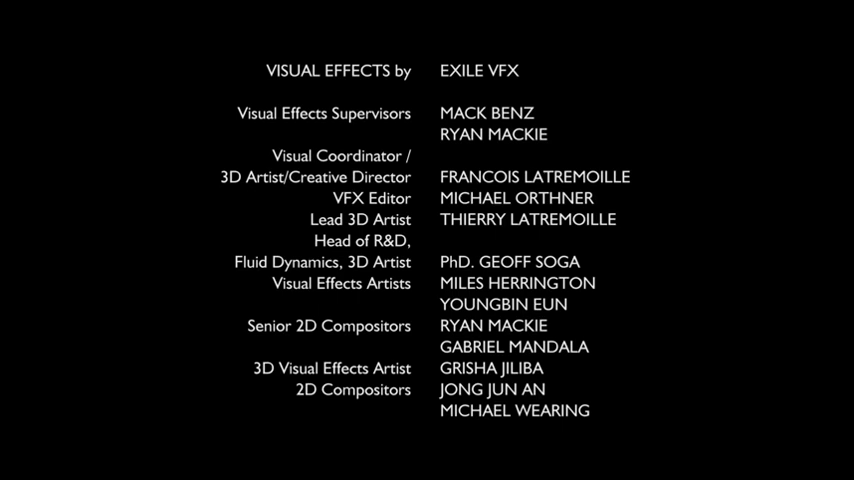 VISUAL EFFECTS by EXILE VFX
Visual Effects Supervisors MACK BENZ
RYAN MACKIE
Visual Coordinator /
3D Artist/Creative Director FRANCOIS LATREMOILLE
VFX Editor MICHAEL ORTHNER
Lead 3D Artist THIERRY LATREMOILLE
Head of R&D,
Fluid Dynamics, 3D Artist PhD. GEOFF SOGA
Visual Effects Artists MILES HERRINGTON
YOUNGBIN EUN
Senior 2D Compositors RYAN MACKIE
GABRIEL MANDALA
3D Visual Effects Artist GRISHA JILIBA
2D Compositors JONG JUN AN
MICHAEL WEARING